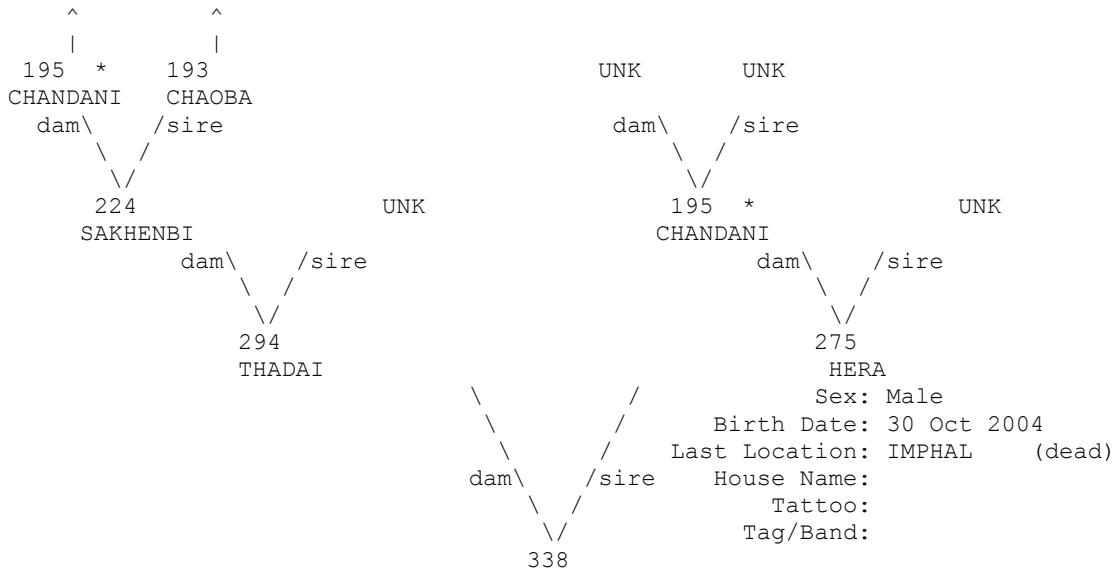 ^ ^
| |
195 * 193 UNK UNK
CHANDANI CHAOBA
dam\ /sire dam\ /sire
\ / \ /
\/ \/
224 UNK 195 * UNK
SAKHENBI CHANDANI
dam\ /sire dam\ /sire
\ / \ /
\/ \/
294 275
THADAI HERA
\ / Sex: Male
\ / Birth Date: 30 Oct 2004
\ / Last Location: IMPHAL (dead)
dam\ /sire House Name:
\ / Tattoo:
\/ Tag/Band:
338